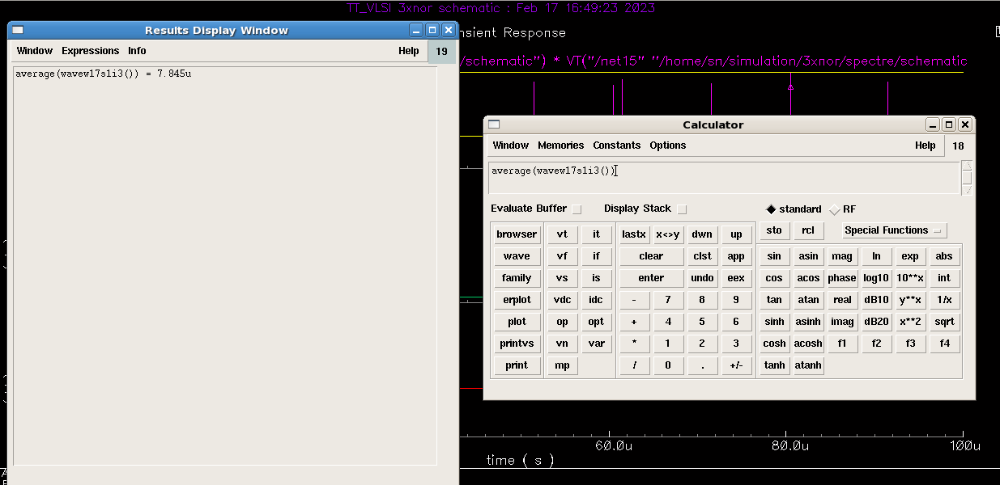 TT_VLSI 3xnor schematic : Feb 17 16:49:23 2023
Results Display Window
nsient Response
Window Expressions Info Help 19
/schematic") * VT("/net15" "/home/sn/simulation/3xnor/spectre/schematic
average(wavew17s1i3()) = 7.845u
Calculator
Window Memories Constants Options Help 18
average(wavew17s1i3())
Evaluate Buffer Display Stack standard RF
browser vt it lastx x<>y dwn up sto rcl Special Functions
wave vf if clear clst app sin asin mag ln exp abs
family vs is enter undo eex cos acos phase log10 10**x int
erplot vdc idc - 7 8 9 tan atan real dB10 y**x 1/x
plot op opt + 4 5 6 sinh asinh imag dB20 x**2 sqrt
printvs vn var * 1 2 3 cosh acosh f1 f2 f3 f4
print mp / 0 . +/- tanh atanh
60.0u 80.0u 100u
time ( s )